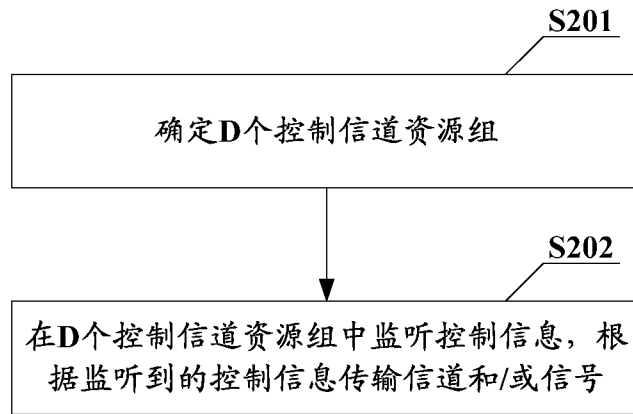 S201
确定D个控制信道资源组
S202
在D个控制信道资源组中监听控制信息，根
据监听到的控制信息传输信道和/或信号